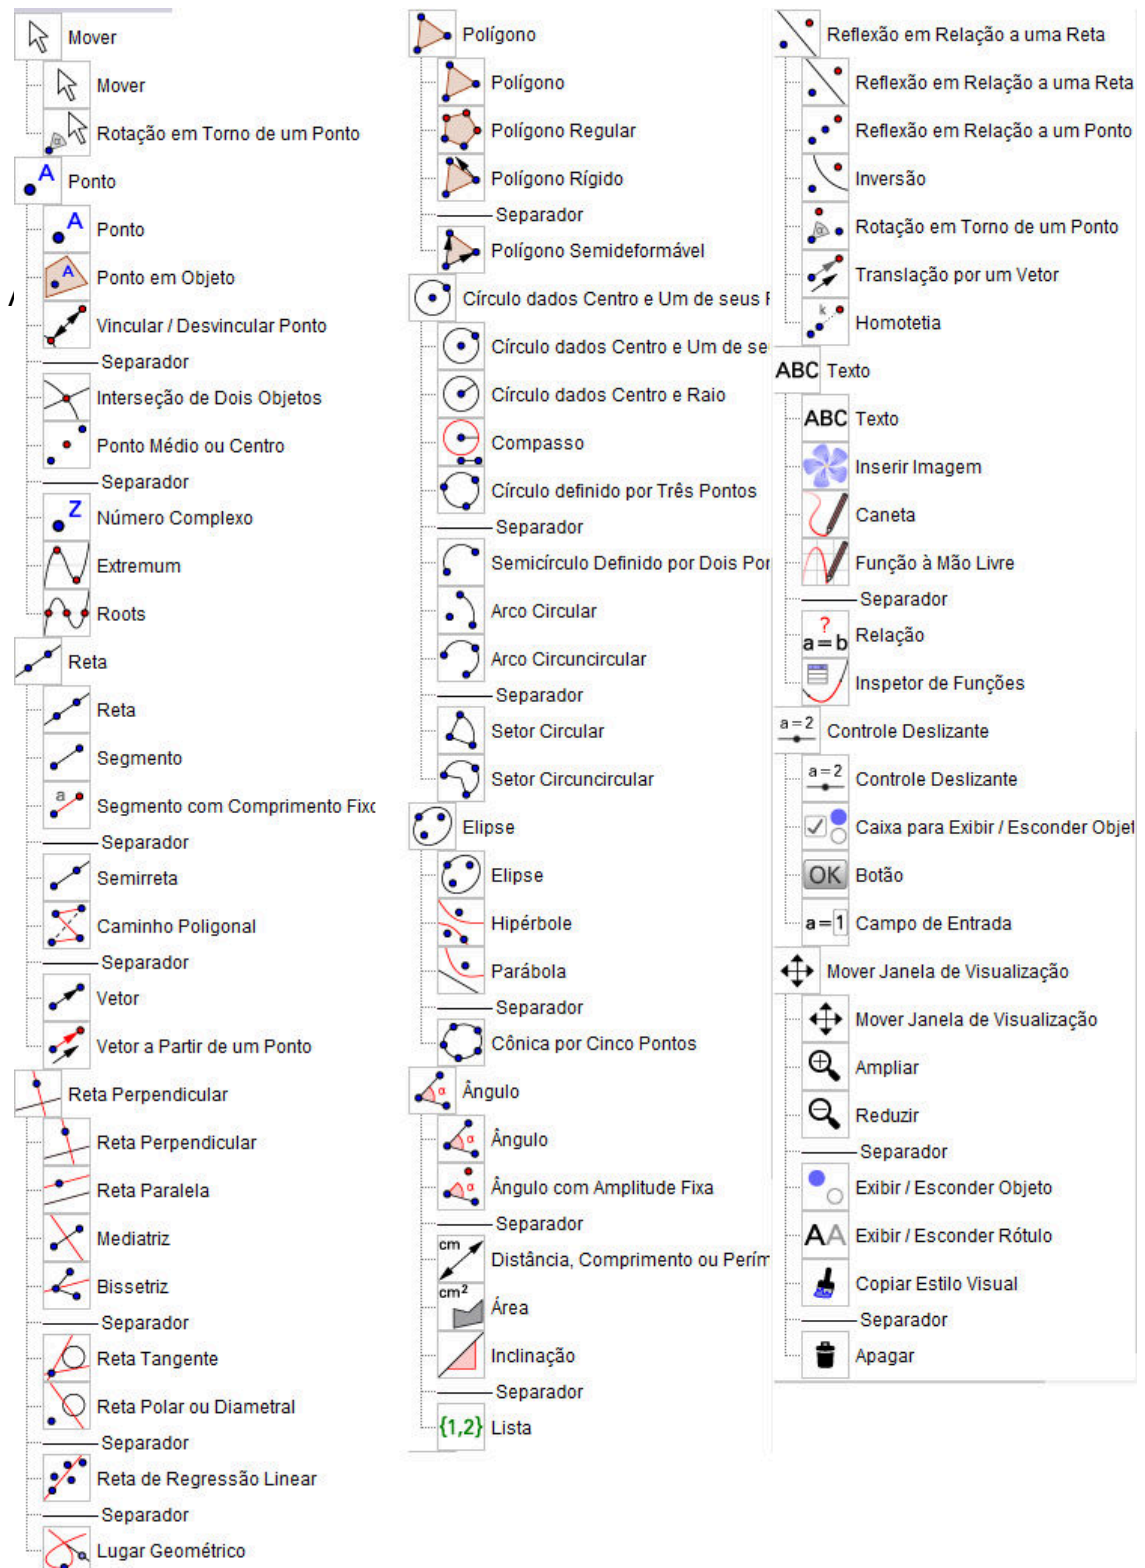 Mover
Mover
Rotação em Torno de um Ponto
A
Ponto
A
Ponto
A
Ponto em Objeto
Vincular / Desvincular Ponto
Separador
Interseção de Dois Objetos
Ponto Médio ou Centro
Separador
Z
Número Complexo
Extremum
Roots
Reta
Reta
Segmento
a
Segmento com Comprimento Fixo
Separador
Semirreta
Caminho Poligonal
Separador
Vetor
Vetor a Partir de um Ponto
Reta Perpendicular
Reta Perpendicular
Reta Paralela
Mediatriz
Bissetriz
Separador
Reta Tangente
Reta Polar ou Diametral
Separador
Reta de Regressão Linear
Separador
Lugar Geométrico
Polígono
Polígono
Polígono Regular
Polígono Rígido
Separador
Polígono Semideformável
Círculo dados Centro e Um de seus
Círculo dados Centro e Um de se
Círculo dados Centro e Raio
Compasso
Círculo definido por Três Pontos
Separador
Semicírculo Definido por Dois Pon
Arco Circular
Arco Circuncircular
Separador
Setor Circular
Setor Circuncircular
Elipse
Elipse
Hipérbole
Parábola
Separador
Cônica por Cinco Pontos
α
Ângulo
α
Ângulo
α
Ângulo com Amplitude Fixa
Separador
cm
Distância, Comprimento ou Perím
cm²
Área
Inclinação
Separador
{1,2}
Lista
Reflexão em Relação a uma Reta
Reflexão em Relação a uma Reta
Reflexão em Relação a um Ponto
Inversão
α
Rotação em Torno de um Ponto
Translação por um Vetor
k
Homotetia
ABC
Texto
ABC
Texto
Inserir Imagem
Caneta
Função à Mão Livre
Separador
?
a=b
Relação
Inspetor de Funções
a=2
Controle Deslizante
a=2
Controle Deslizante
Caixa para Exibir / Esconder Objet
OK
Botão
a=1
Campo de Entrada
Mover Janela de Visualização
Mover Janela de Visualização
Ampliar
Reduzir
Separador
Exibir / Esconder Objeto
AA
Exibir / Esconder Rótulo
Copiar Estilo Visual
Separador
Apagar